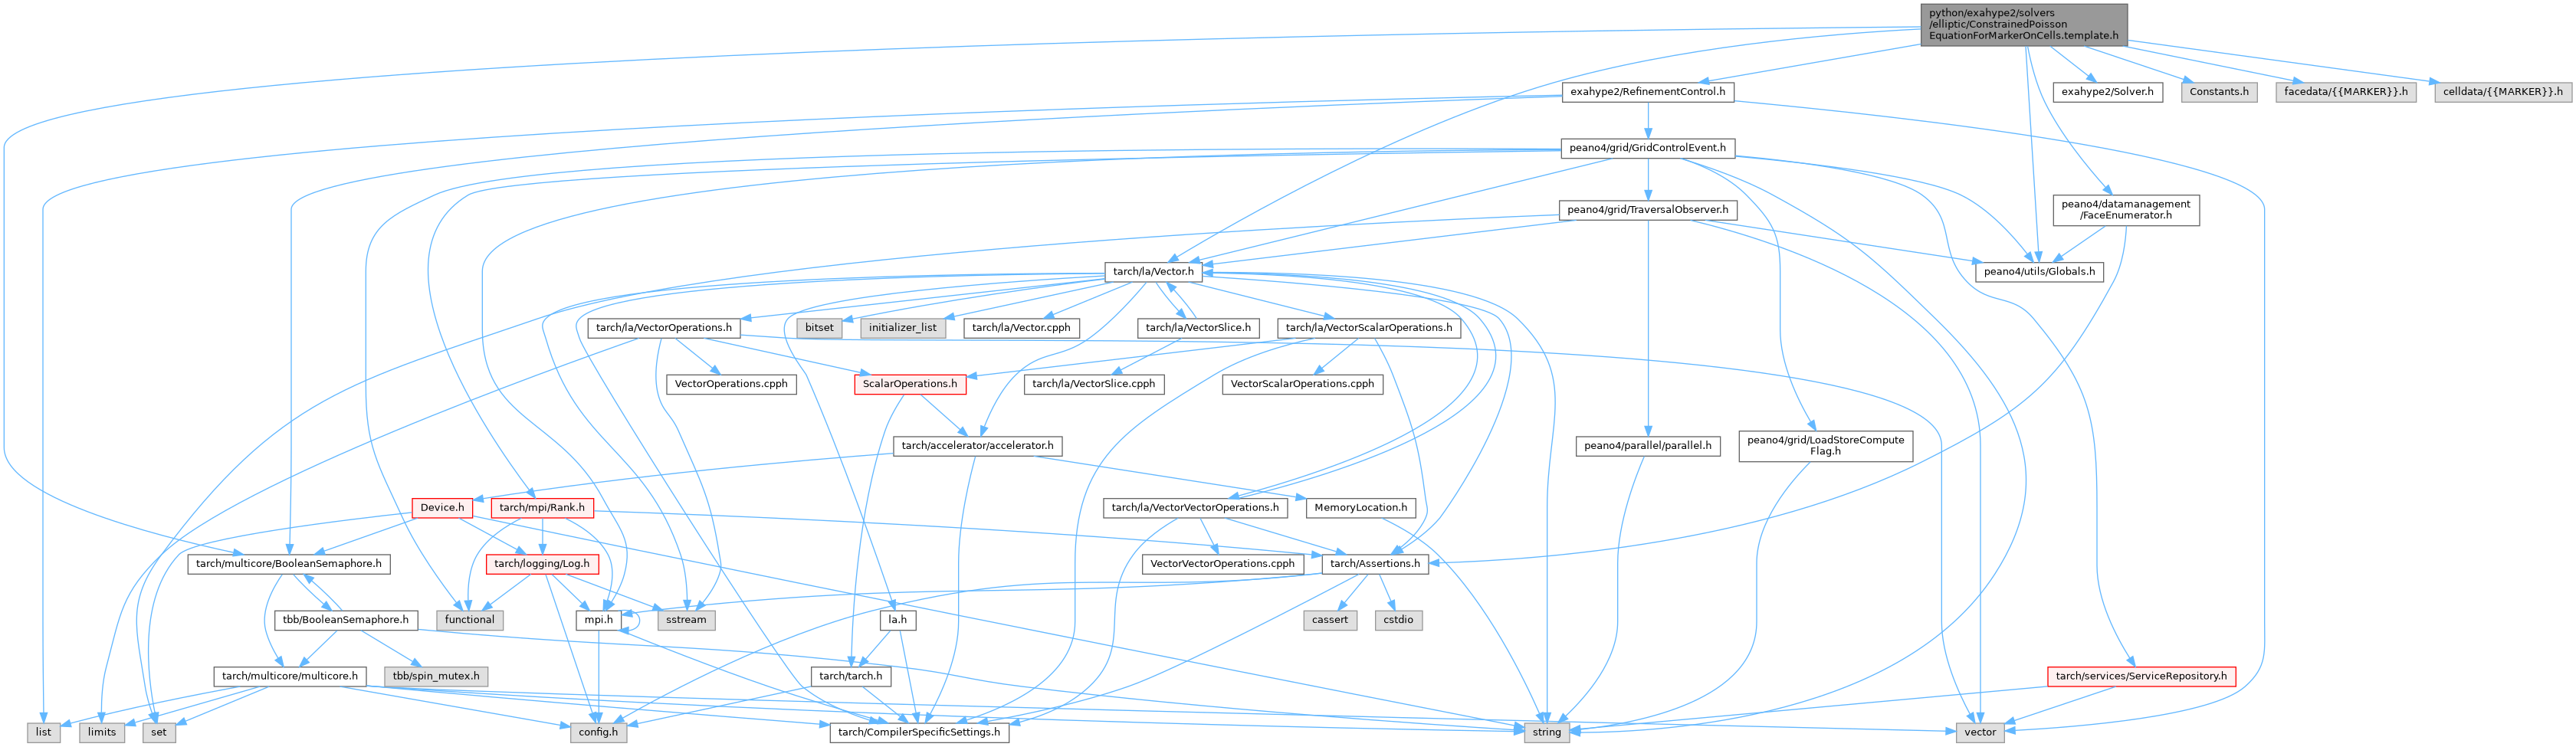 python/exahype2/solvers
/elliptic/ConstrainedPoisson
EquationForMarkerOnCells.template.h
exahype2/RefinementControl.h
exahype2/Solver.h
Constants.h
facedata/{{MARKER}}.h
celldata/{{MARKER}}.h
peano4/grid/GridControlEvent.h
peano4/grid/TraversalObserver.h
peano4/datamanagement
/FaceEnumerator.h
tarch/la/Vector.h
peano4/utils/Globals.h
tarch/la/VectorOperations.h
bitset
initializer_list
tarch/la/Vector.cpph
tarch/la/VectorSlice.h
tarch/la/VectorScalarOperations.h
VectorOperations.cpph
ScalarOperations.h
tarch/la/VectorSlice.cpph
VectorScalarOperations.cpph
tarch/accelerator/accelerator.h
peano4/parallel/parallel.h
peano4/grid/LoadStoreCompute
Flag.h
Device.h
tarch/mpi/Rank.h
tarch/la/VectorVectorOperations.h
MemoryLocation.h
tarch/multicore/BooleanSemaphore.h
tarch/logging/Log.h
VectorVectorOperations.cpph
tarch/Assertions.h
tbb/BooleanSemaphore.h
functional
mpi.h
sstream
la.h
cassert
cstdio
tarch/multicore/multicore.h
tbb/spin_mutex.h
tarch/tarch.h
tarch/services/ServiceRepository.h
list
limits
set
config.h
tarch/CompilerSpecificSettings.h
string
vector